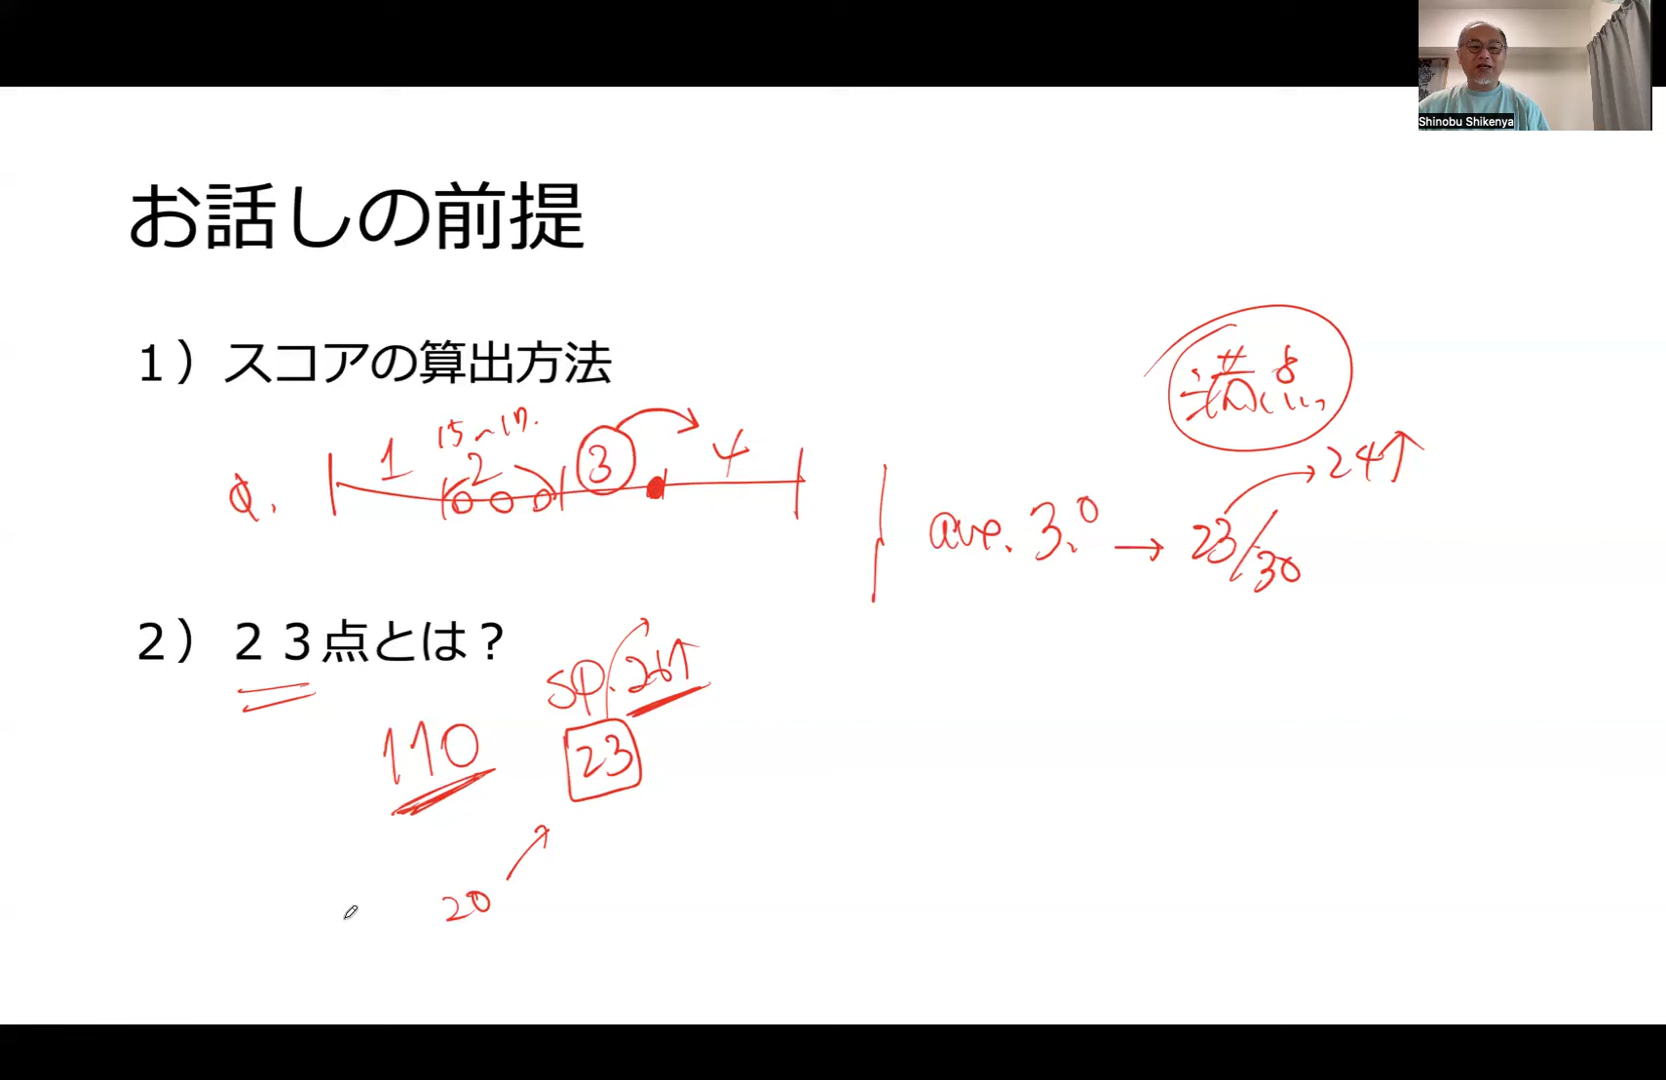 Shinobu Shikenya
お話しの前提
1）スコアの算出方法
満点
15~17.
24↑
Q. 1 2 3 4
ave. 3.0 → 23/30
2）23点とは？
SP. 26↑
110 23
20